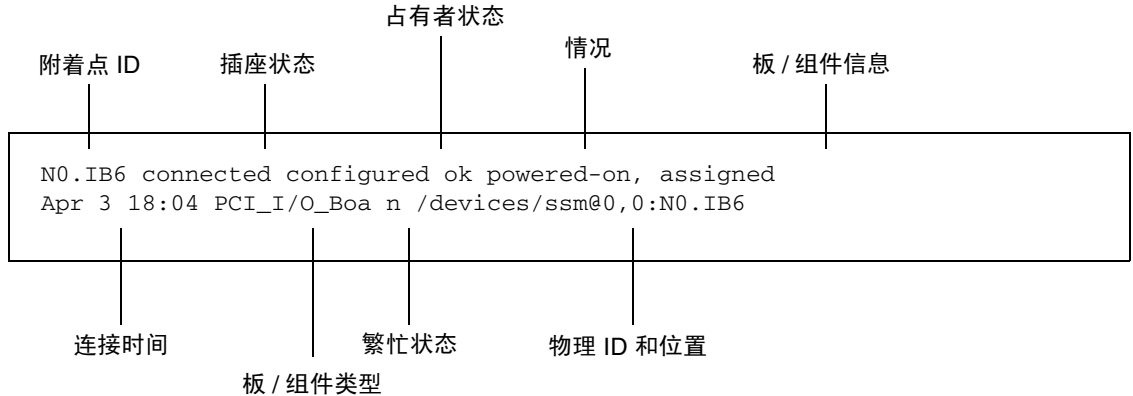 占有者状态
附着点 ID 插座状态 情况 板 / 组件信息
N0.IB6 connected configured ok powered-on, assigned
Apr 3 18:04 PCI_I/O_Boa n /devices/ssm@0,0:N0.IB6
连接时间 繁忙状态 物理 ID 和位置
板 / 组件类型